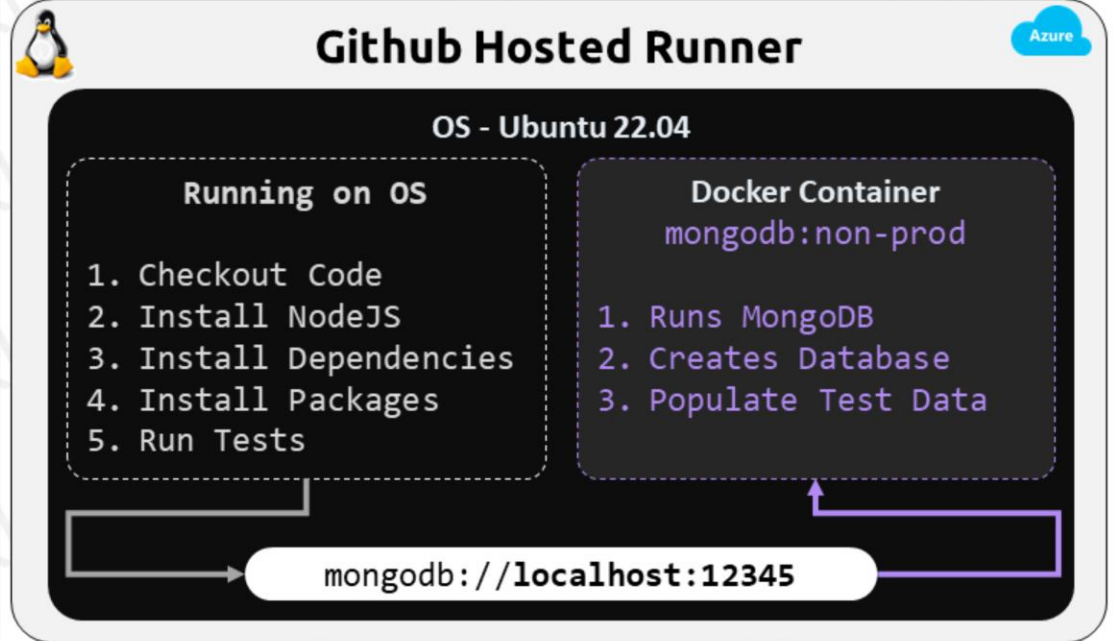 Github Hosted Runner
Azure
OS - Ubuntu 22.04
Running on OS
1. Checkout Code
2. Install NodeJS
3. Install Dependencies
4. Install Packages
5. Run Tests
Docker Container
mongodb:non-prod
1. Runs MongoDB
2. Creates Database
3. Populate Test Data
mongodb://localhost:12345